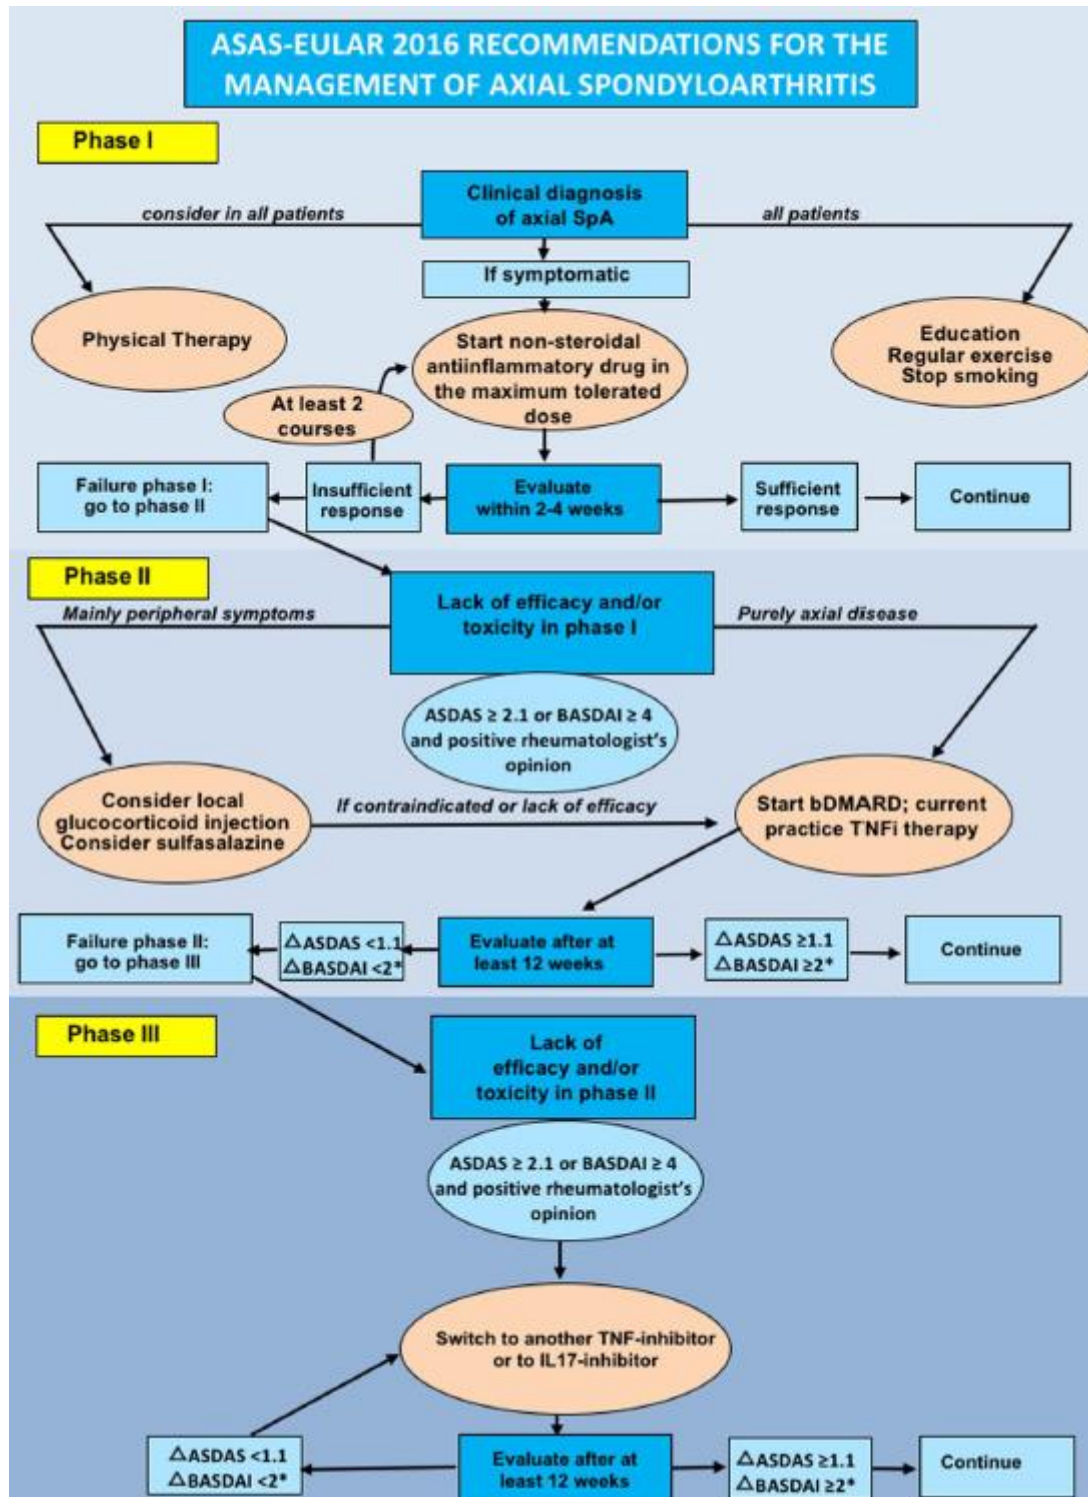 ASAS-EULAR 2016 RECOMMENDATIONS FOR THE
MANAGEMENT OF AXIAL SPONDYLOARTHRITIS
Phase I
Clinical diagnosis
of axial SpA
consider in all patients
all patients
If symptomatic
Physical Therapy
Start non-steroidal
antiinflammatory drug in
the maximum tolerated
dose
Education
Regular exercise
Stop smoking
At least 2
courses
Failure phase I:
go to phase II
Insufficient
response
Evaluate
within 2-4 weeks
Sufficient
response
Continue
Phase II
Mainly peripheral symptoms
Lack of efficacy and/or
toxicity in phase I
Purely axial disease
ASDAS ≥ 2.1 or BASDAI ≥ 4
and positive rheumatologist's
opinion
Consider local
glucocorticoid injection
Consider sulfasalazine
If contraindicated or lack of efficacy
Start bDMARD; current
practice TNFi therapy
Failure phase II:
go to phase III
△ASDAS <1.1
△BASDAI <2*
Evaluate after at
least 12 weeks
△ASDAS ≥1.1
△BASDAI ≥2*
Continue
Phase III
Lack of
efficacy and/or
toxicity in phase II
ASDAS ≥ 2.1 or BASDAI ≥ 4
and positive rheumatologist's
opinion
Switch to another TNF-inhibitor
or to IL17-inhibitor
△ASDAS <1.1
△BASDAI <2*
Evaluate after at
least 12 weeks
△ASDAS ≥1.1
△BASDAI ≥2*
Continue